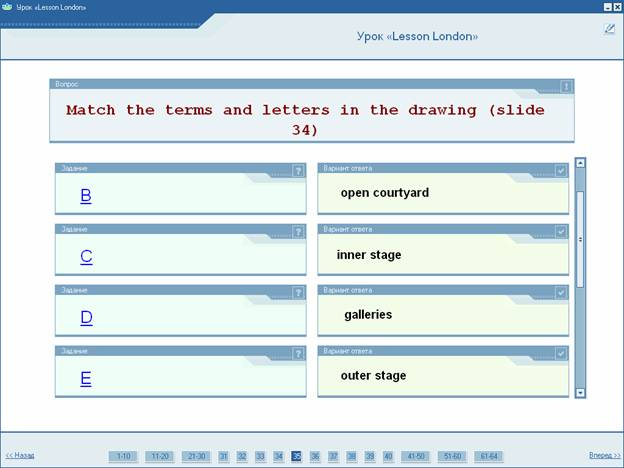 Урок «Lesson London»
Урок «Lesson London»
Вопрос
!
Match the terms and letters in the drawing (slide
34)
Задание ? Вариант ответа
B open courtyard
Задание ? Вариант ответа
C inner stage
Задание ? Вариант ответа
D galleries
Задание ? Вариант ответа
E outer stage
<< Назад 1-10 11-20 21-30 31 32 33 34 35 36 37 38 39 40 41-50 51-60 61-64 Вперед >>